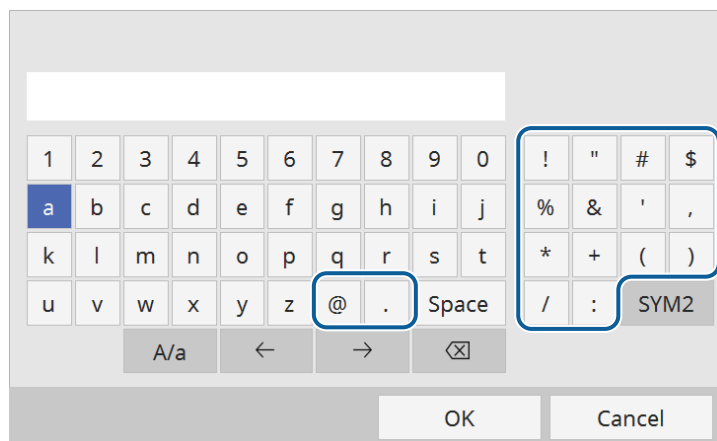 1 2 3 4 5 6 7 8 9 0 ! " # $
a b c d e f g h i j % & ' ,
k l m n o p q r s t * + ( )
u v w x y z @ . Space / : SYM2
A/a ← → ⌫
OK Cancel